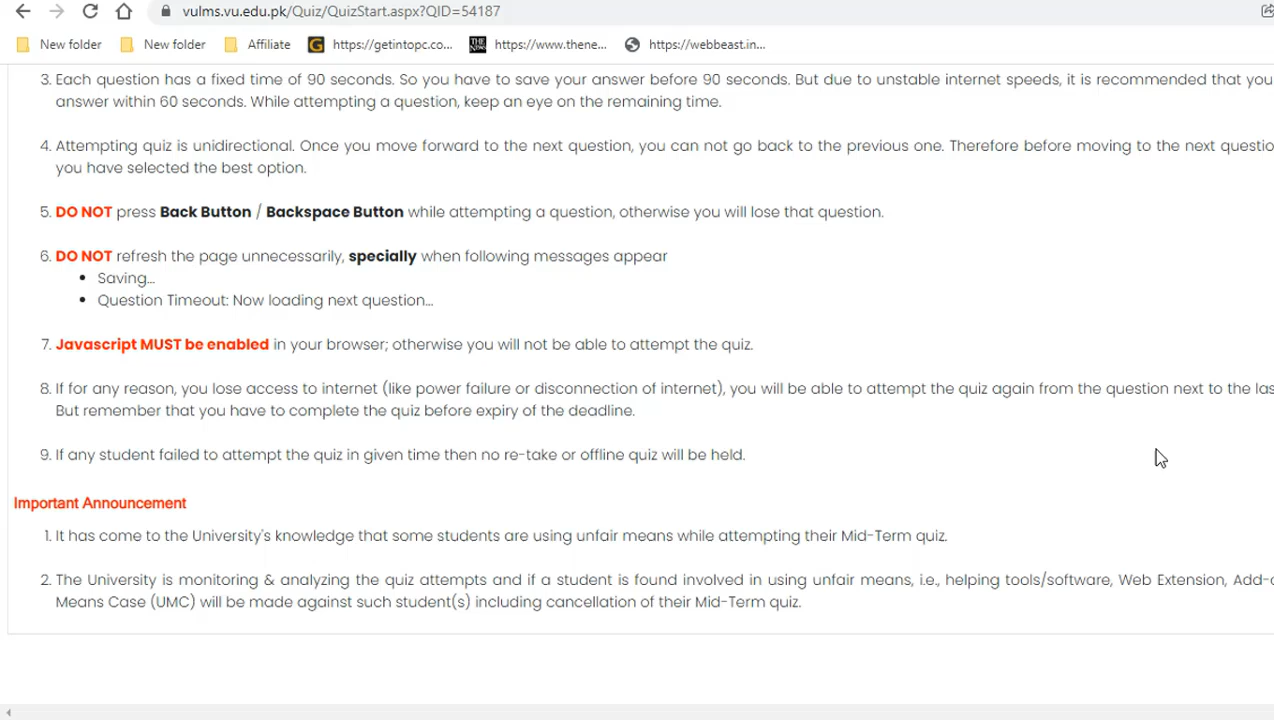 vulms.vu.edu.pk/Quiz/QuizStart.aspx?QID=54187
New folder New folder Affiliate G https://getintopc.co... THE NEWS https://www.thene... https://webbeast.in...
3. Each question has a fixed time of 90 seconds. So you have to save your answer before 90 seconds. But due to unstable internet speeds, it is recommended that you
answer within 60 seconds. While attempting a question, keep an eye on the remaining time.
4. Attempting quiz is unidirectional. Once you move forward to the next question, you can not go back to the previous one. Therefore before moving to the next questio
you have selected the best option.
5. DO NOT press Back Button / Backspace Button while attempting a question, otherwise you will lose that question.
6. DO NOT refresh the page unnecessarily, specially when following messages appear
• Saving...
• Question Timeout: Now loading next question...
7. Javascript MUST be enabled in your browser; otherwise you will not be able to attempt the quiz.
8. If for any reason, you lose access to internet (like power failure or disconnection of internet), you will be able to attempt the quiz again from the question next to the las
But remember that you have to complete the quiz before expiry of the deadline.
9. If any student failed to attempt the quiz in given time then no re-take or offline quiz will be held.
Important Announcement
1. It has come to the University's knowledge that some students are using unfair means while attempting their Mid-Term quiz.
2. The University is monitoring & analyzing the quiz attempts and if a student is found involved in using unfair means, i.e., helping tools/software, Web Extension, Add-o
Means Case (UMC) will be made against such student(s) including cancellation of their Mid-Term quiz.